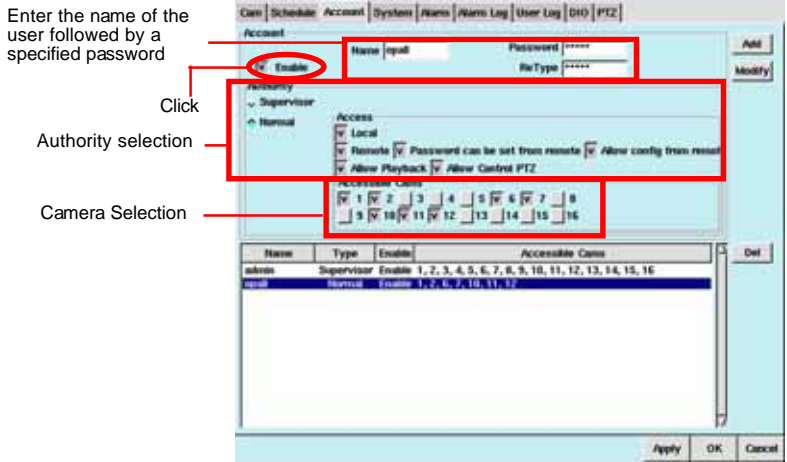 Enter the name of the
user followed by a
specified password
Click
Authority selection
Camera Selection
Cam Schedule Account System Alarms Alarm Log User Log DIO PTZ
Account
Name Password *****
Enable ReType *****
Add
Modify
Authority
Supervisor
Normal
Access
Local
Remote Password can be set from remote Allow config from remot
Allow Playback Allow Control PTZ
Accessible Cams
1 2 3 4 5 6 7 8
9 10 11 12 13 14 15 16
Name Type Enable Accessible Cams
Del
admin Supervisor Enable 1, 2, 3, 4, 5, 6, 7, 8, 9, 10, 11, 12, 13, 14, 15, 16
Normal Enable 1, 2, 6, 7, 10, 11, 12
Apply OK Cancel